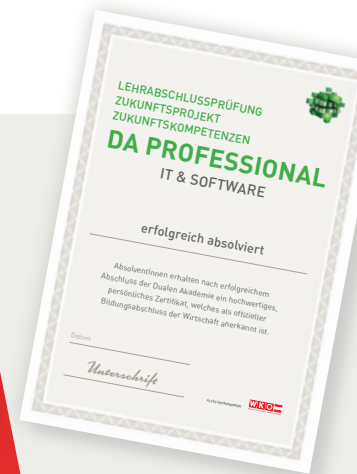 LEHRABSCHLUSSPRÜFUNG
ZUKUNFTSPROJEKT
ZUKUNFTSKOMPETENZEN
DA PROFESSIONAL
IT & SOFTWARE
erfolgreich absolviert
AbsolventInnen erhalten nach erfolgreichem
Abschluss der Dualen Akademie ein hochwertiges,
persönliches Zertifikat, welches als offizieller
Bildungsabschluss der Wirtschaft anerkannt ist.
Datum
Unterschrift
WKO